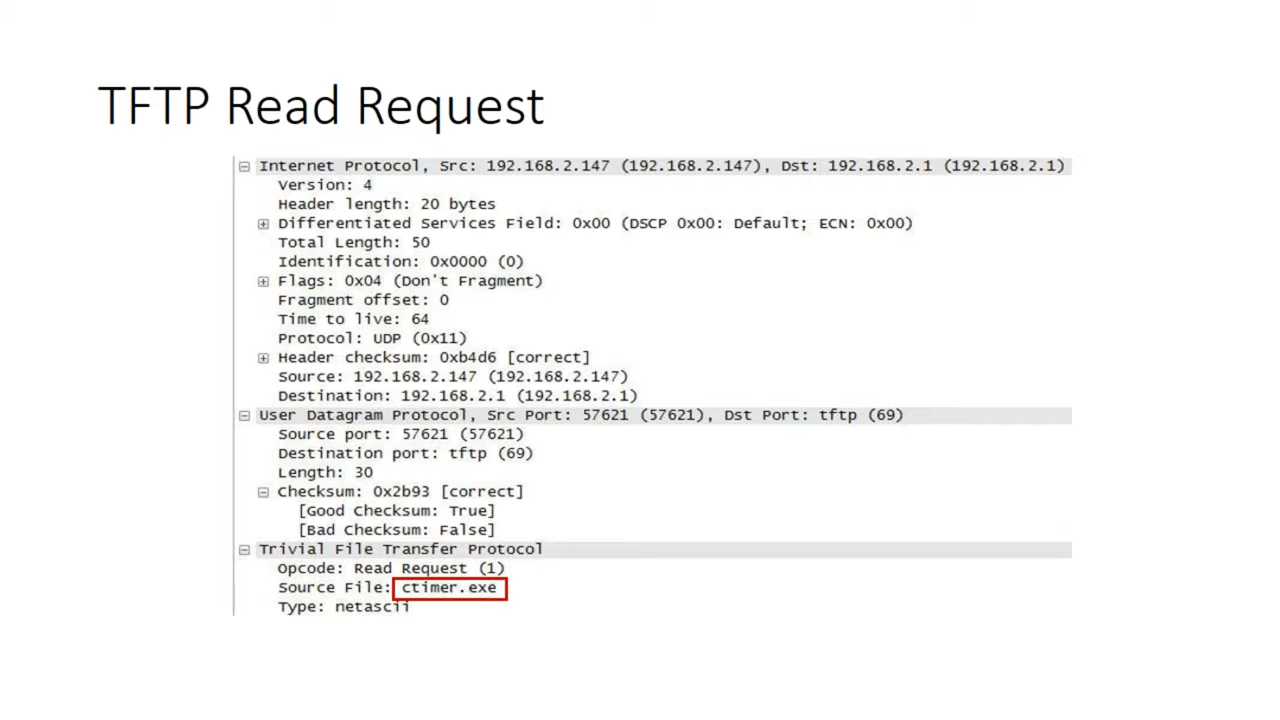 TFTP Read Request
Internet Protocol, Src: 192.168.2.147 (192.168.2.147), Dst: 192.168.2.1 (192.168.2.1)
Version: 4
Header length: 20 bytes
Differentiated Services Field: 0x00 (DSCP 0x00: Default; ECN: 0x00)
Total Length: 50
Identification: 0x0000 (0)
Flags: 0x04 (Don't Fragment)
Fragment offset: 0
Time to live: 64
Protocol: UDP (0x11)
Header checksum: 0xb4d6 [correct]
Source: 192.168.2.147 (192.168.2.147)
Destination: 192.168.2.1 (192.168.2.1)
User Datagram Protocol, Src Port: 57621 (57621), Dst Port: tftp (69)
Source port: 57621 (57621)
Destination port: tftp (69)
Length: 30
Checksum: 0x2b93 [correct]
[Good Checksum: True]
[Bad Checksum: False]
Trivial File Transfer Protocol
Opcode: Read Request (1)
Source File: ctimer.exe
Type: netascii